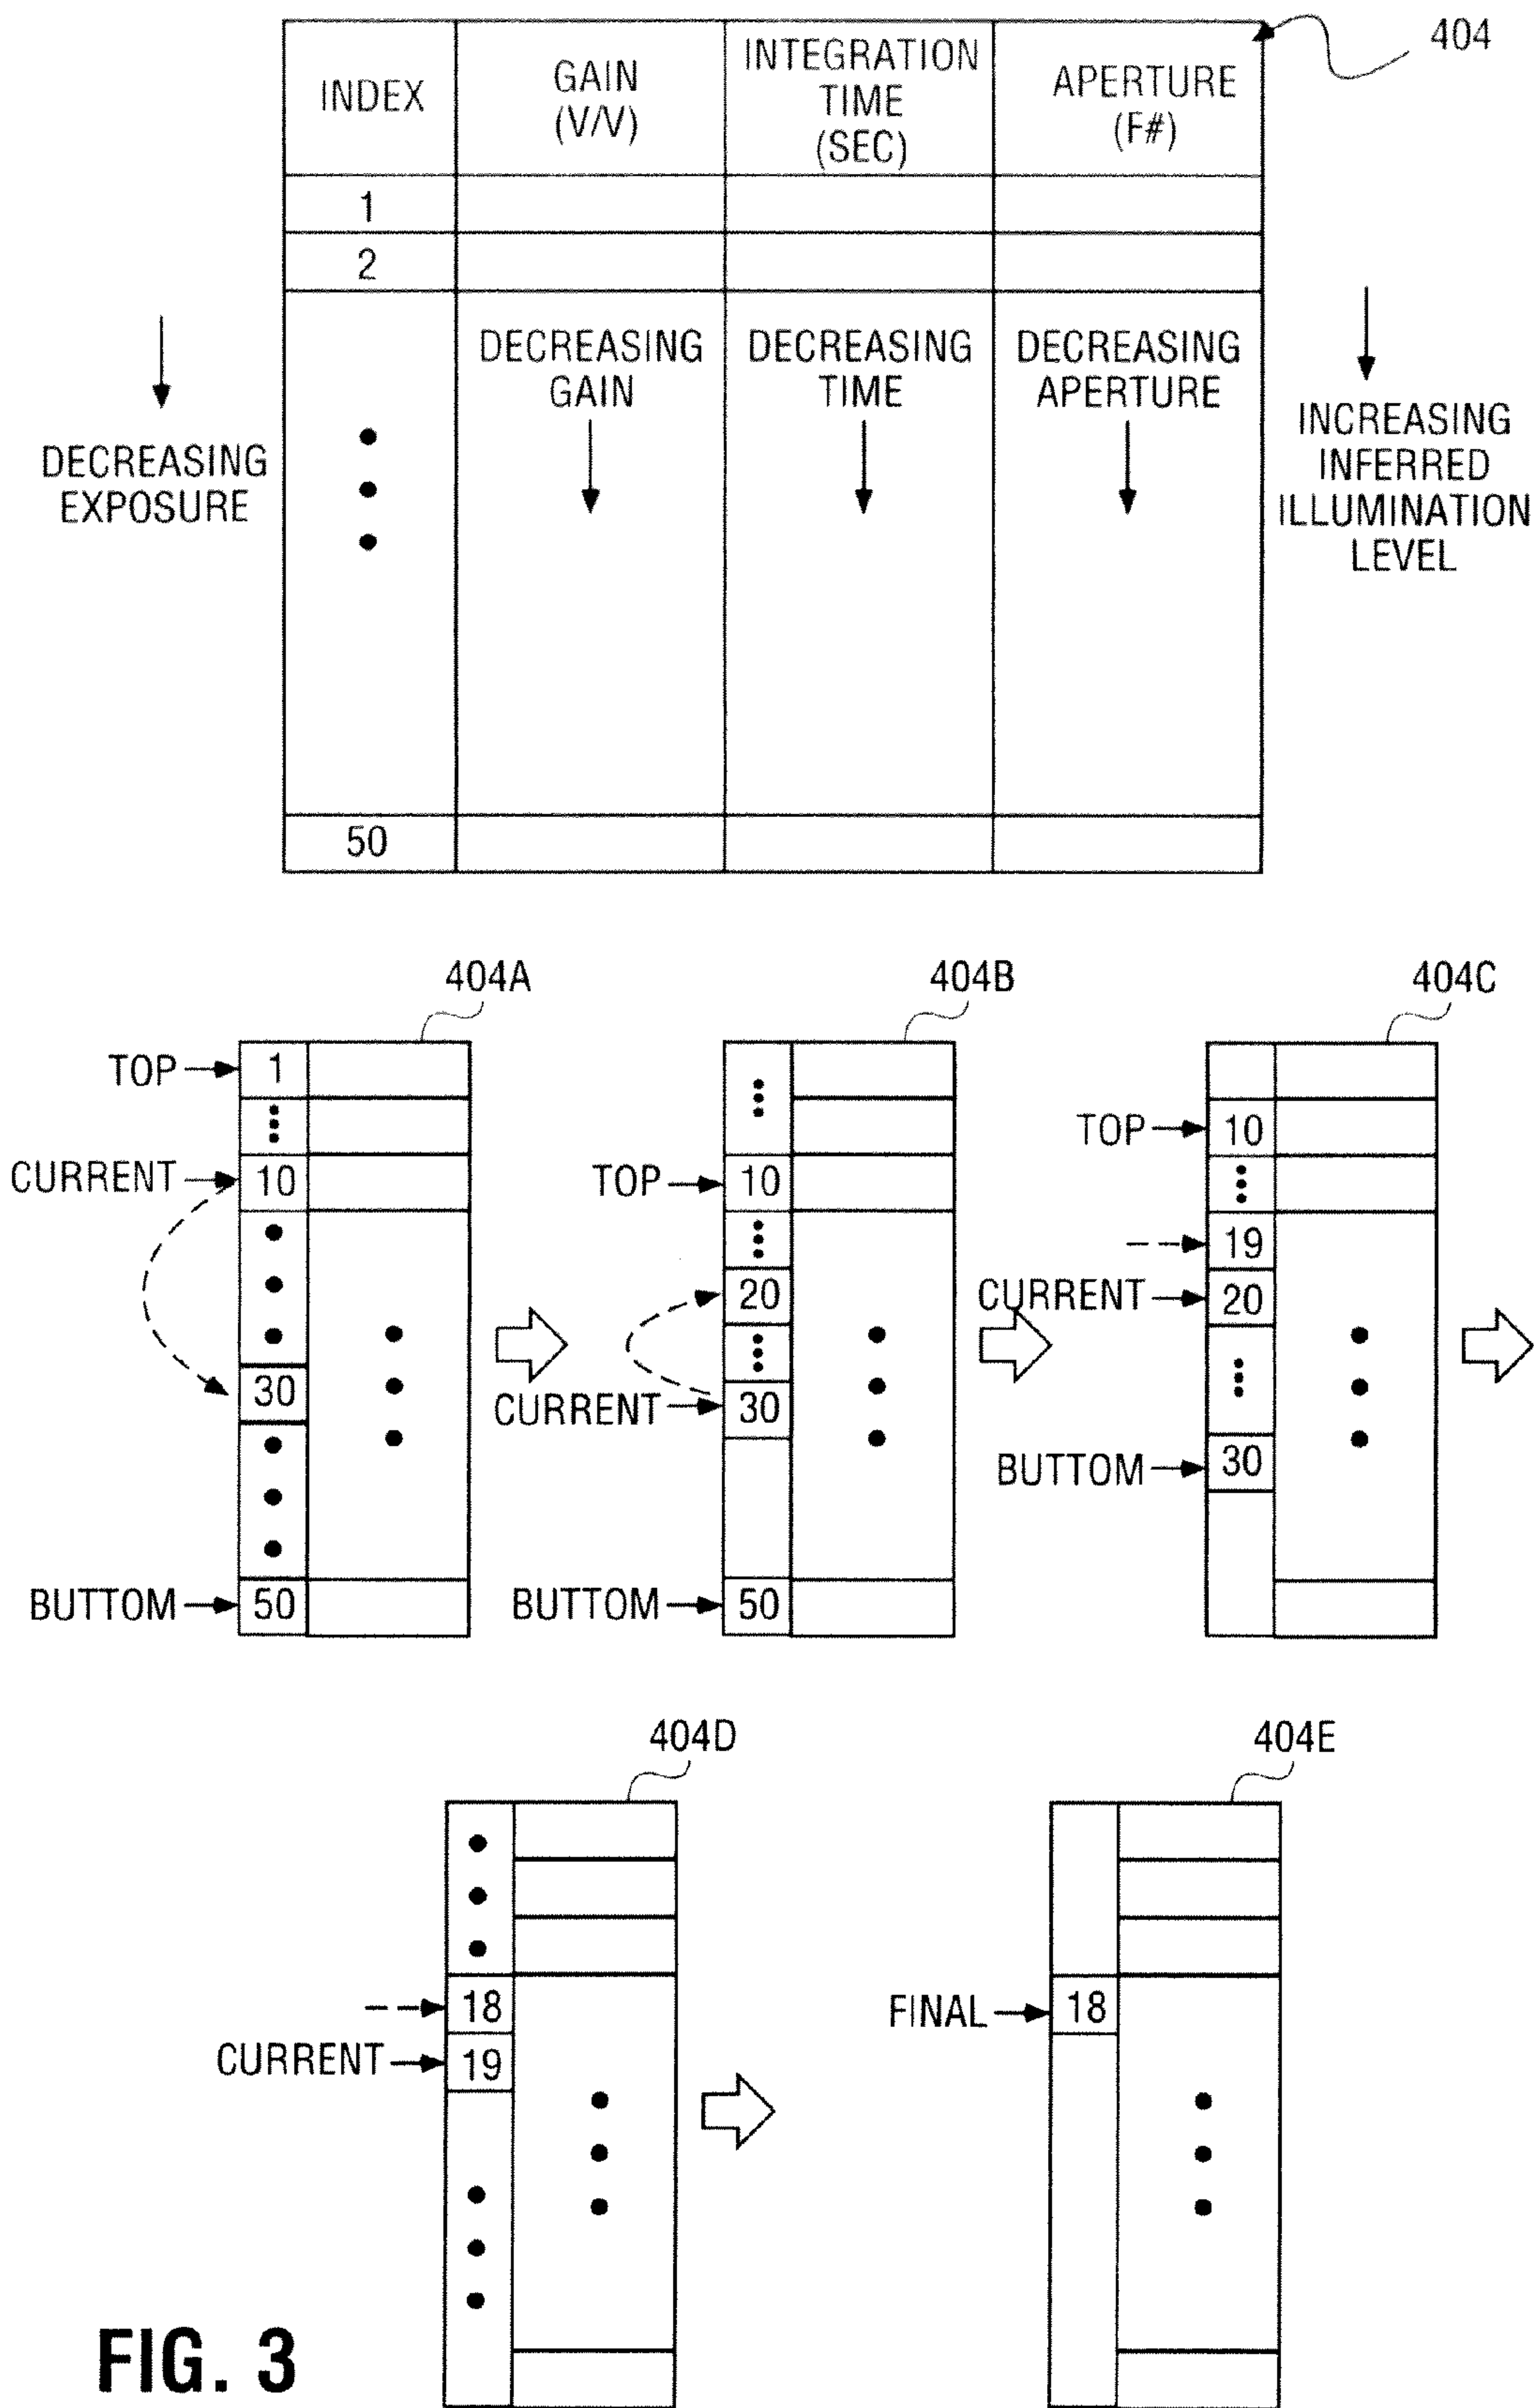 404
INDEX
GAIN
(V/V)
INTEGRATION
TIME
(SEC)
APERTURE
(F#)
1
2
DECREASING
EXPOSURE
DECREASING
GAIN
DECREASING
TIME
DECREASING
APERTURE
INCREASING
INFERRED
ILLUMINATION
LEVEL
50
404A
TOP
1
CURRENT
10
30
BUTTOM
50
404B
TOP
10
20
CURRENT
30
BUTTOM
50
404C
TOP
10
19
CURRENT
20
BUTTOM
30
404D
18
CURRENT
19
404E
FINAL
18
FIG. 3